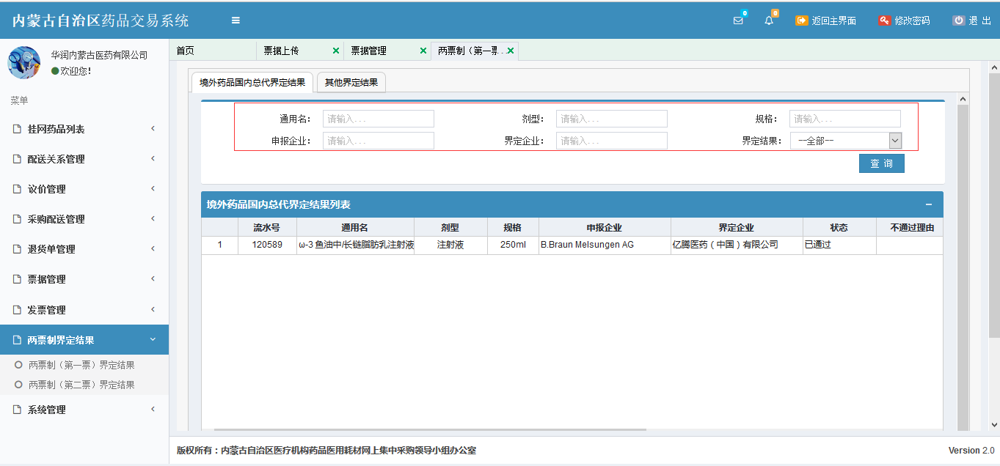 内蒙古自治区药品交易系统
0
0
返回主界面
修改密码
退 出
华润内蒙古医药有限公司
欢迎您!
菜单
挂网药品列表
配送关系管理
议价管理
采购配送管理
退货单管理
票据管理
发票管理
两票制界定结果
两票制（第一票）界定结果
两票制（第二票）界定结果
系统管理
首页
票据上传
票据管理
两票制（第一票...
境外药品国内总代界定结果
其他界定结果
通用名：
请输入...
剂型：
请输入...
规格：
请输入...
申报企业：
请输入...
界定企业：
请输入...
界定结果：
--全部--
查 询
境外药品国内总代界定结果列表
流水号 通用名 剂型 规格 申报企业 界定企业 状态 不通过理由
1 120589 ω-3 鱼油中/长链脂肪乳注射液 注射液 250ml B.Braun Melsungen AG 亿腾医药（中国）有限公司 已通过
版权所有：内蒙古自治区医疗机构药品医用耗材网上集中采购领导小组办公室
Version 2.0